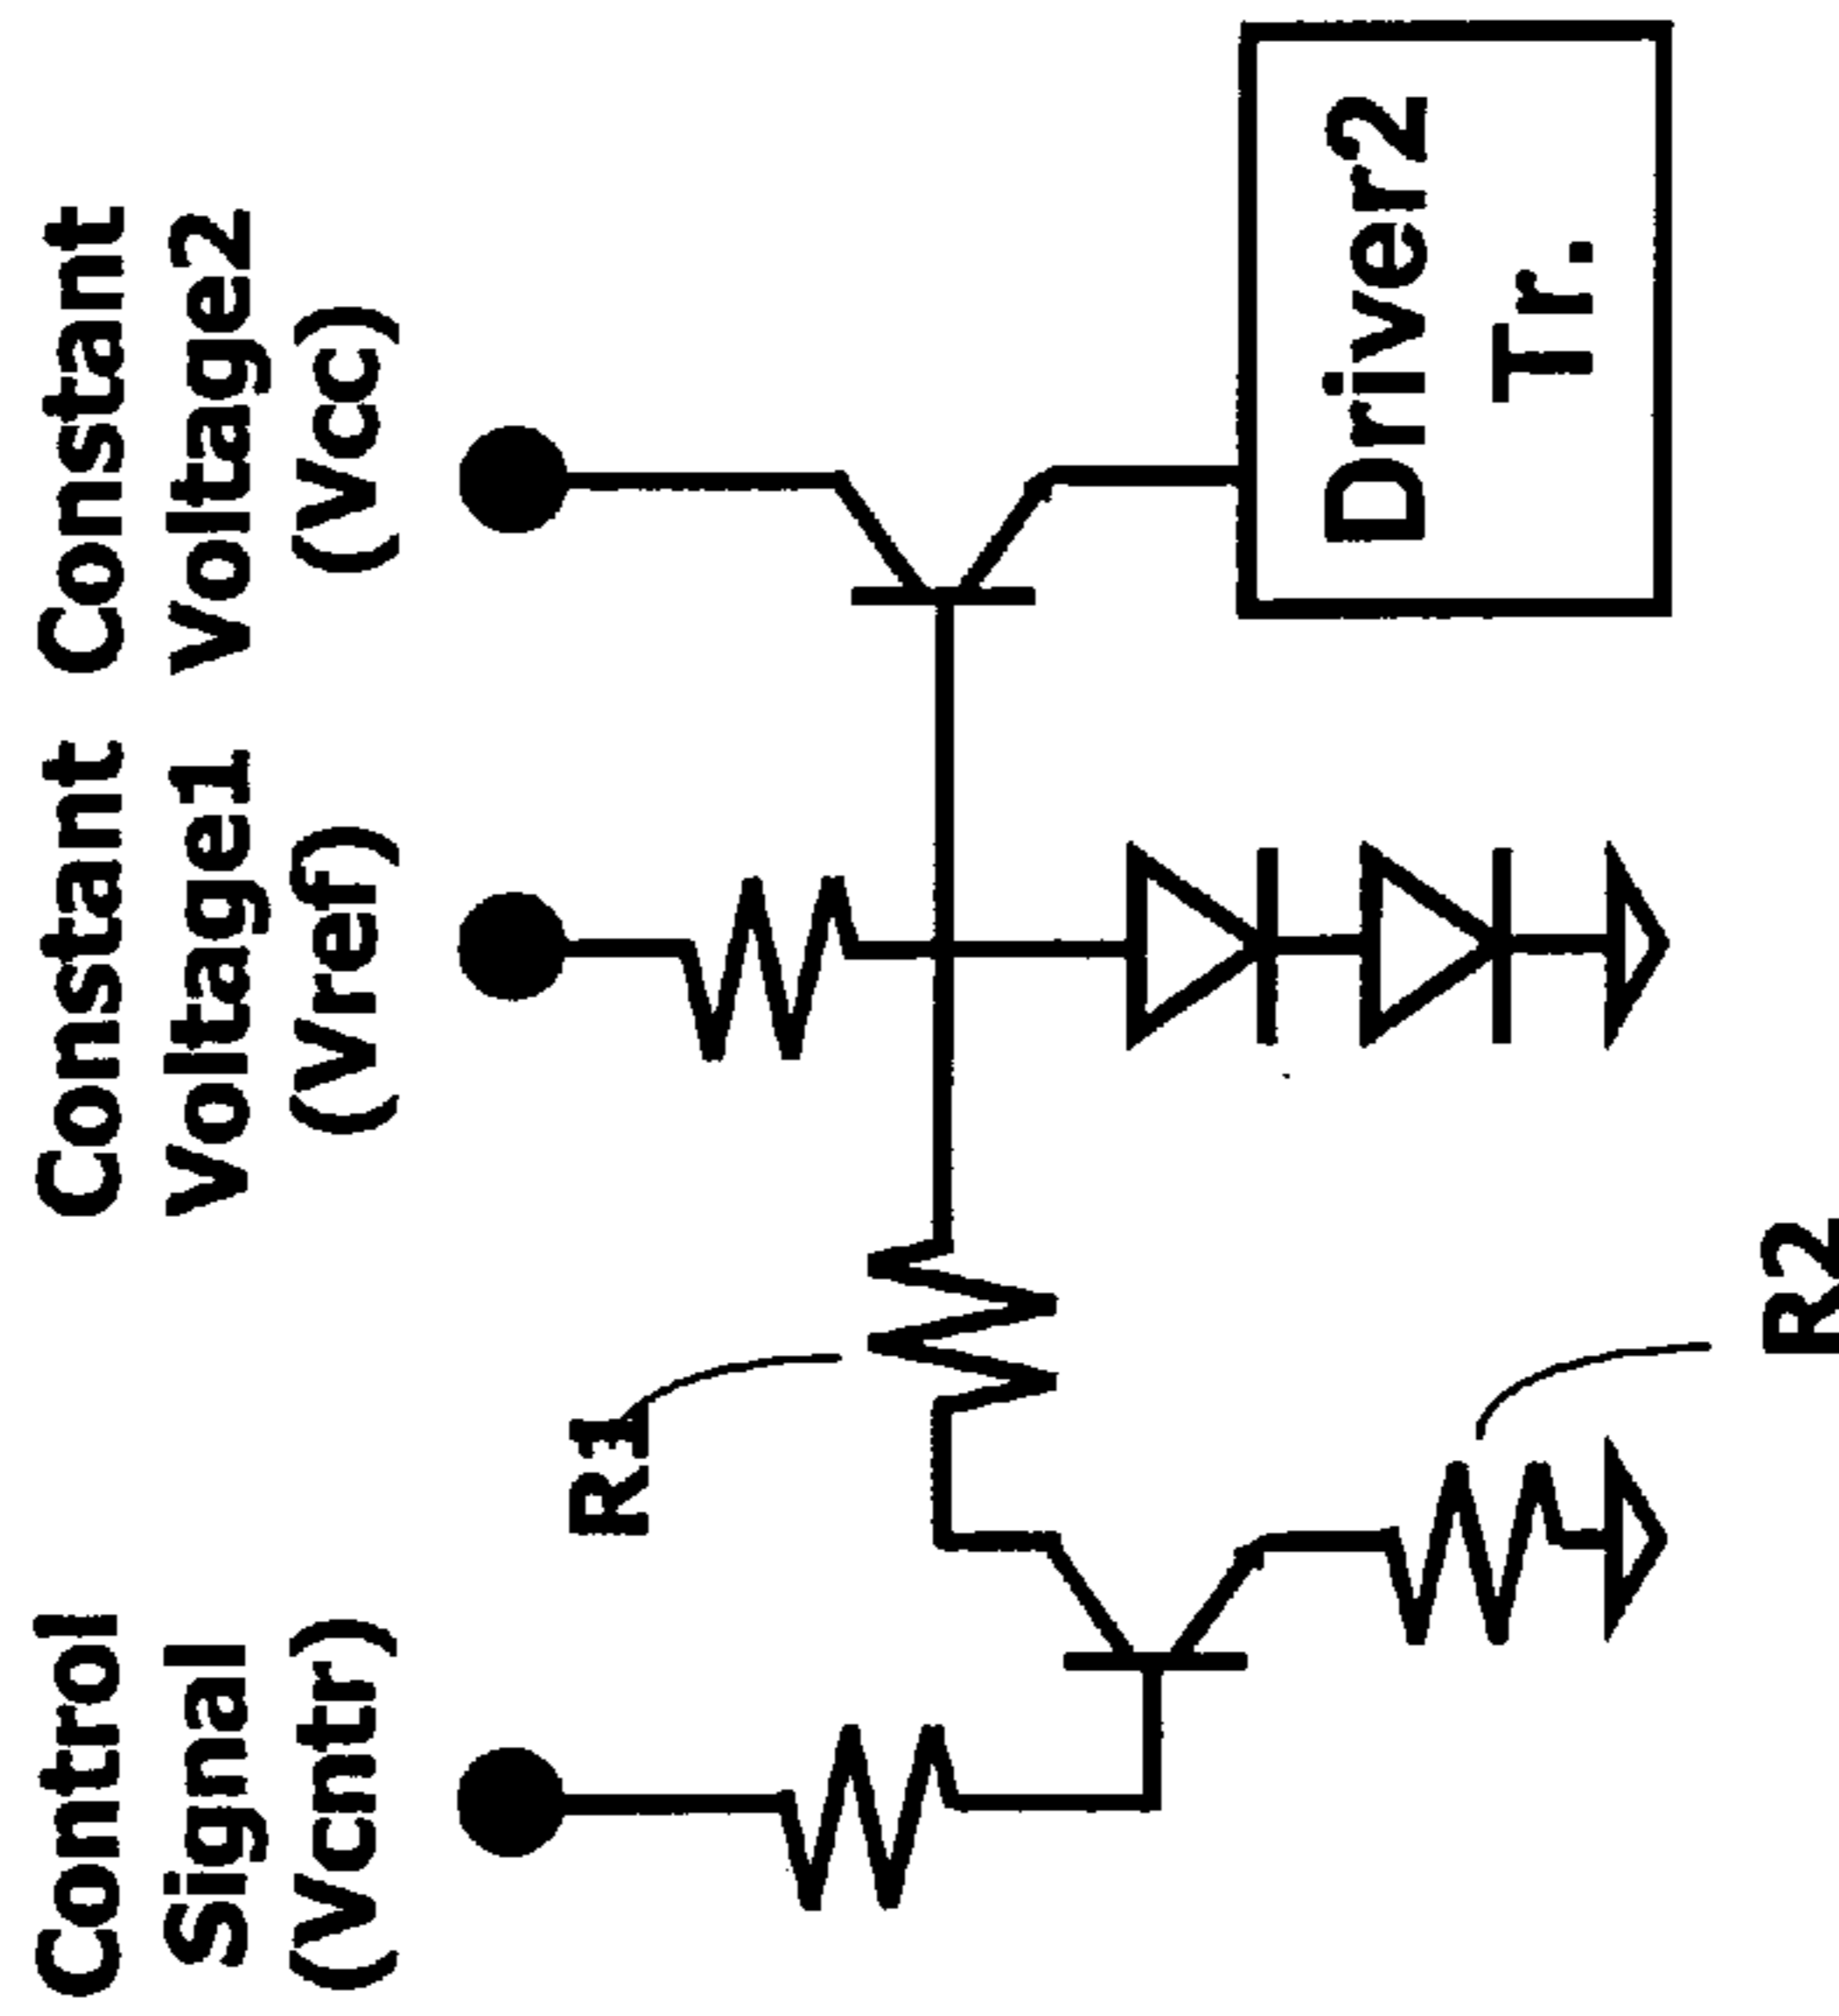 Control
Signal
(Vcntr)
Constant
Voltage1
(Vref)
Constant
Voltage2
(Vcc)
R1
R2
Driver2
Tr.